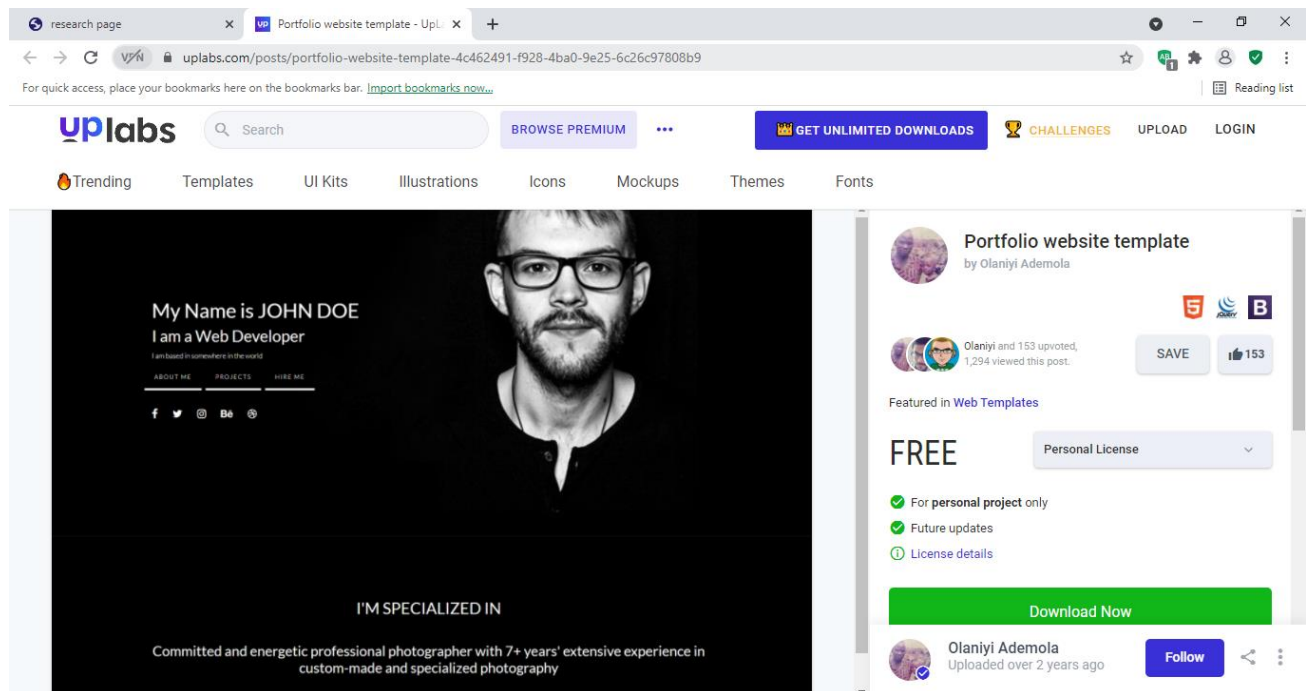 research page
Portfolio website template - UpLa
VPN
uplabs.com/posts/portfolio-website-template-4c462491-f928-4ba0-9e25-6c26c97808b9
1
For quick access, place your bookmarks here on the bookmarks bar. Import bookmarks now...
Reading list
uplabs
Search
BROWSE PREMIUM
GET UNLIMITED DOWNLOADS
CHALLENGES
UPLOAD
LOGIN
Trending
Templates
UI Kits
Illustrations
Icons
Mockups
Themes
Fonts
My Name is JOHN DOE
I am a Web Developer
I am based in somewhere in the world
ABOUT ME
PROJECTS
HIRE ME
Bē
I'M SPECIALIZED IN
Committed and energetic professional photographer with 7+ years' extensive experience in
custom-made and specialized photography
Portfolio website template
by Olaniyi Ademola
5
jQuery
B
Olaniyi and 153 upvoted,
1,294 viewed this post.
SAVE
153
Featured in Web Templates
FREE
Personal License
For personal project only
Future updates
License details
Download Now
Olaniyi Ademola
Uploaded over 2 years ago
Follow